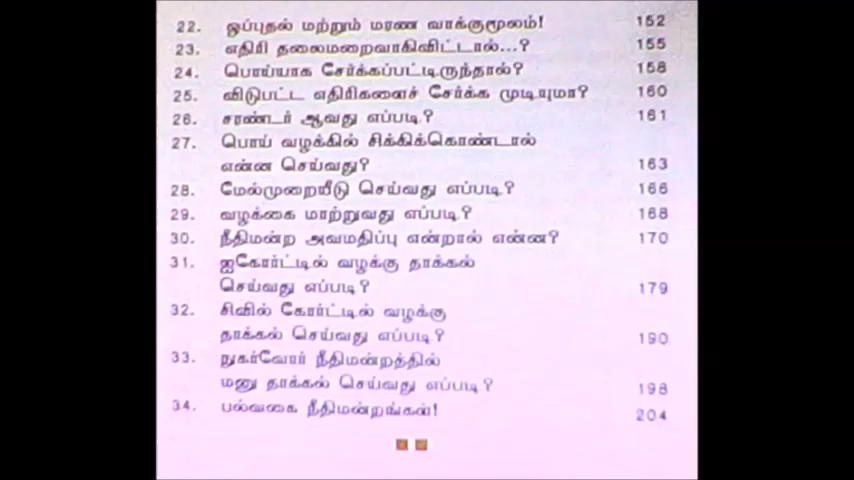 22. ஒப்புதல் மற்றும் மரண வாக்குமூலம்! 152
23. எதிரி தலைமறைவாகிவிட்டால்...? 155
24. பொய்யாக சேர்க்கப்பட்டிருந்தால்? 158
25. விடுபட்ட எதிரிகளைச் சேர்க்க முடியுமா? 160
26. சரண்டர் ஆவது எப்படி? 161
27. பொய் வழக்கில் சிக்கிக்கொண்டால்
என்ன செய்வது? 163
28. மேல்முறையீடு செய்வது எப்படி? 166
29. வழக்கை மாற்றுவது எப்படி? 168
30. நீதிமன்ற அவமதிப்பு என்றால் என்ன? 170
31. ஐகோர்ட்டில் வழக்கு தாக்கல்
செய்வது எப்படி? 179
32. சிவில் கோர்ட்டில் வழக்கு
தாக்கல் செய்வது எப்படி? 190
33. நுகர்வோர் நீதிமன்றத்தில்
மனு தாக்கல் செய்வது எப்படி? 198
34. பல்வகை நீதிமன்றங்கள்! 204